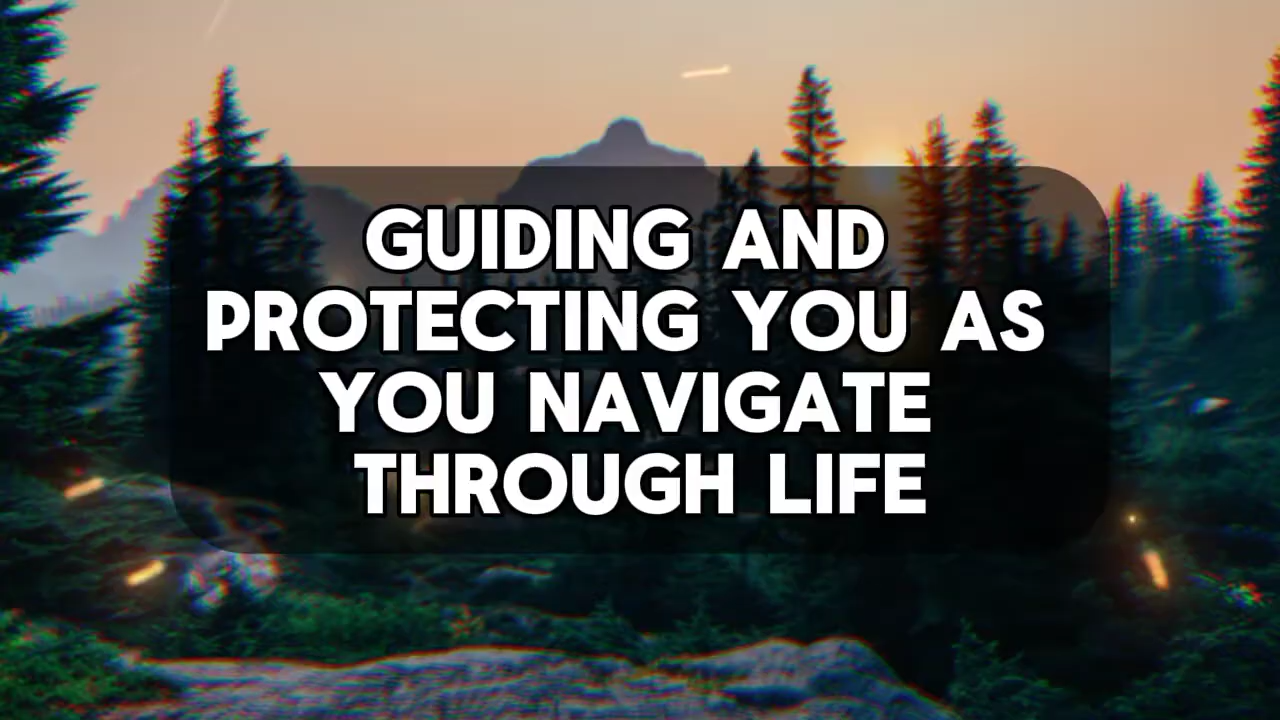 GUIDING AND
PROTECTING YOU AS
YOU NAVIGATE
THROUGH LIFE